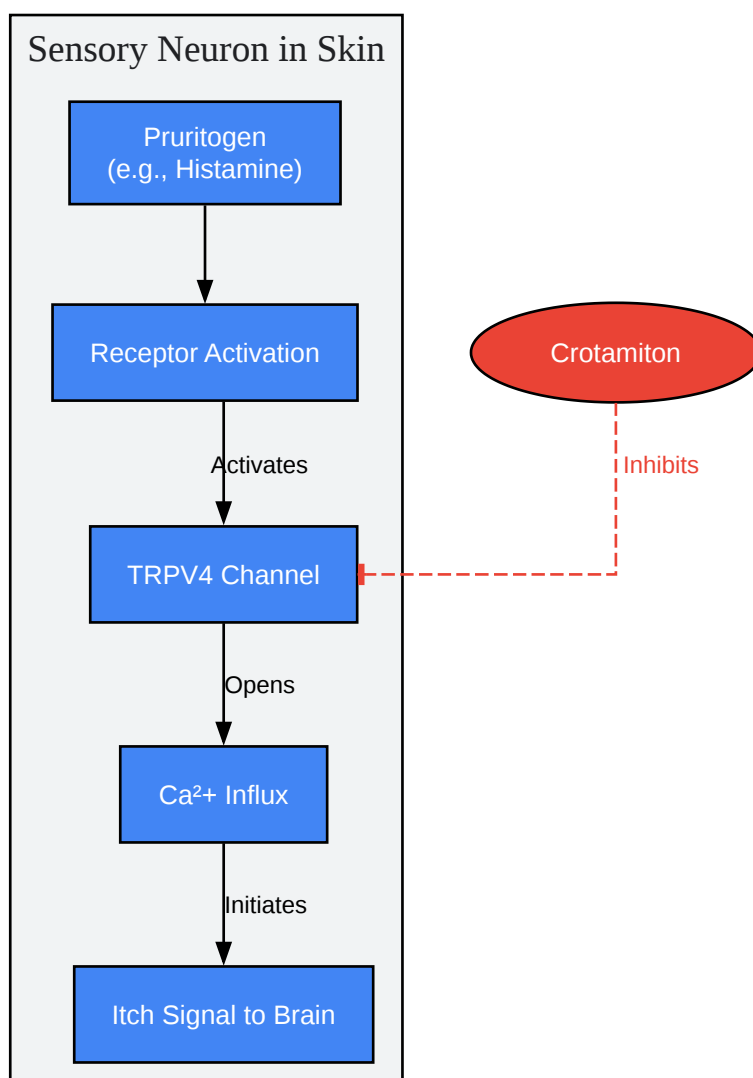 Sensory Neuron in Skin
Pruritogen
(e.g., Histamine)
Receptor Activation
Crotamiton
Activates
Inhibits
TRPV4 Channel
Opens
Ca²+ Influx
Initiates
Itch Signal to Brain